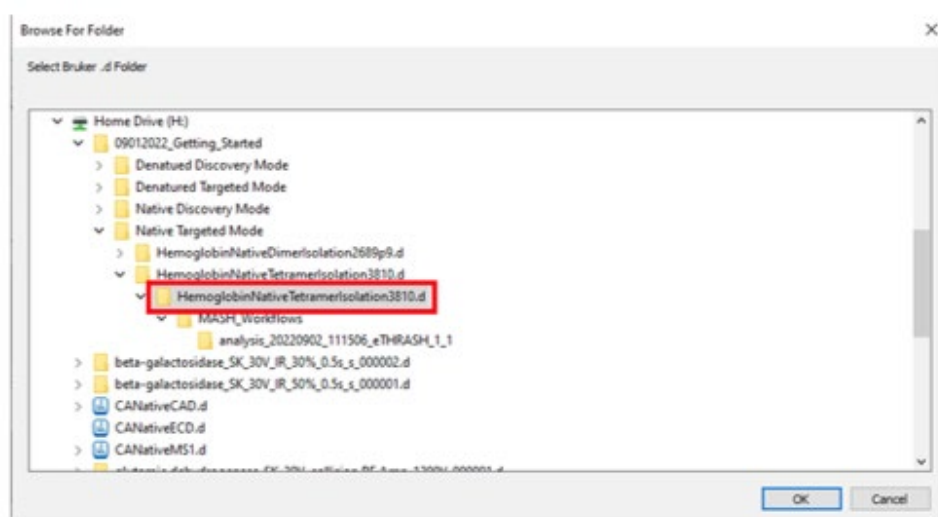 Browse For Folder
Select Bruker .d Folder
Home Drive (H:)
09012022_Getting_Started
Denatued Discovery Mode
Denatured Targeted Mode
Native Discovery Mode
Native Targeted Mode
HemoglobinNativeDimerIsolation2689p9.d
HemoglobinNativeTetramerIsolation3810.d
HemoglobinNativeTetramerIsolation3810.d
MASH_Workflows
analysis_20220902_111506_eTHRASH_1_1
beta-galactosidase_SK_30V_IR_30%_0.5s_s_000002.d
beta-galactosidase_SK_30V_IR_50%_0.5s_s_000001.d
CANativeCAD.d
CANativeECD.d
CANativeMS1.d
OK Cancel